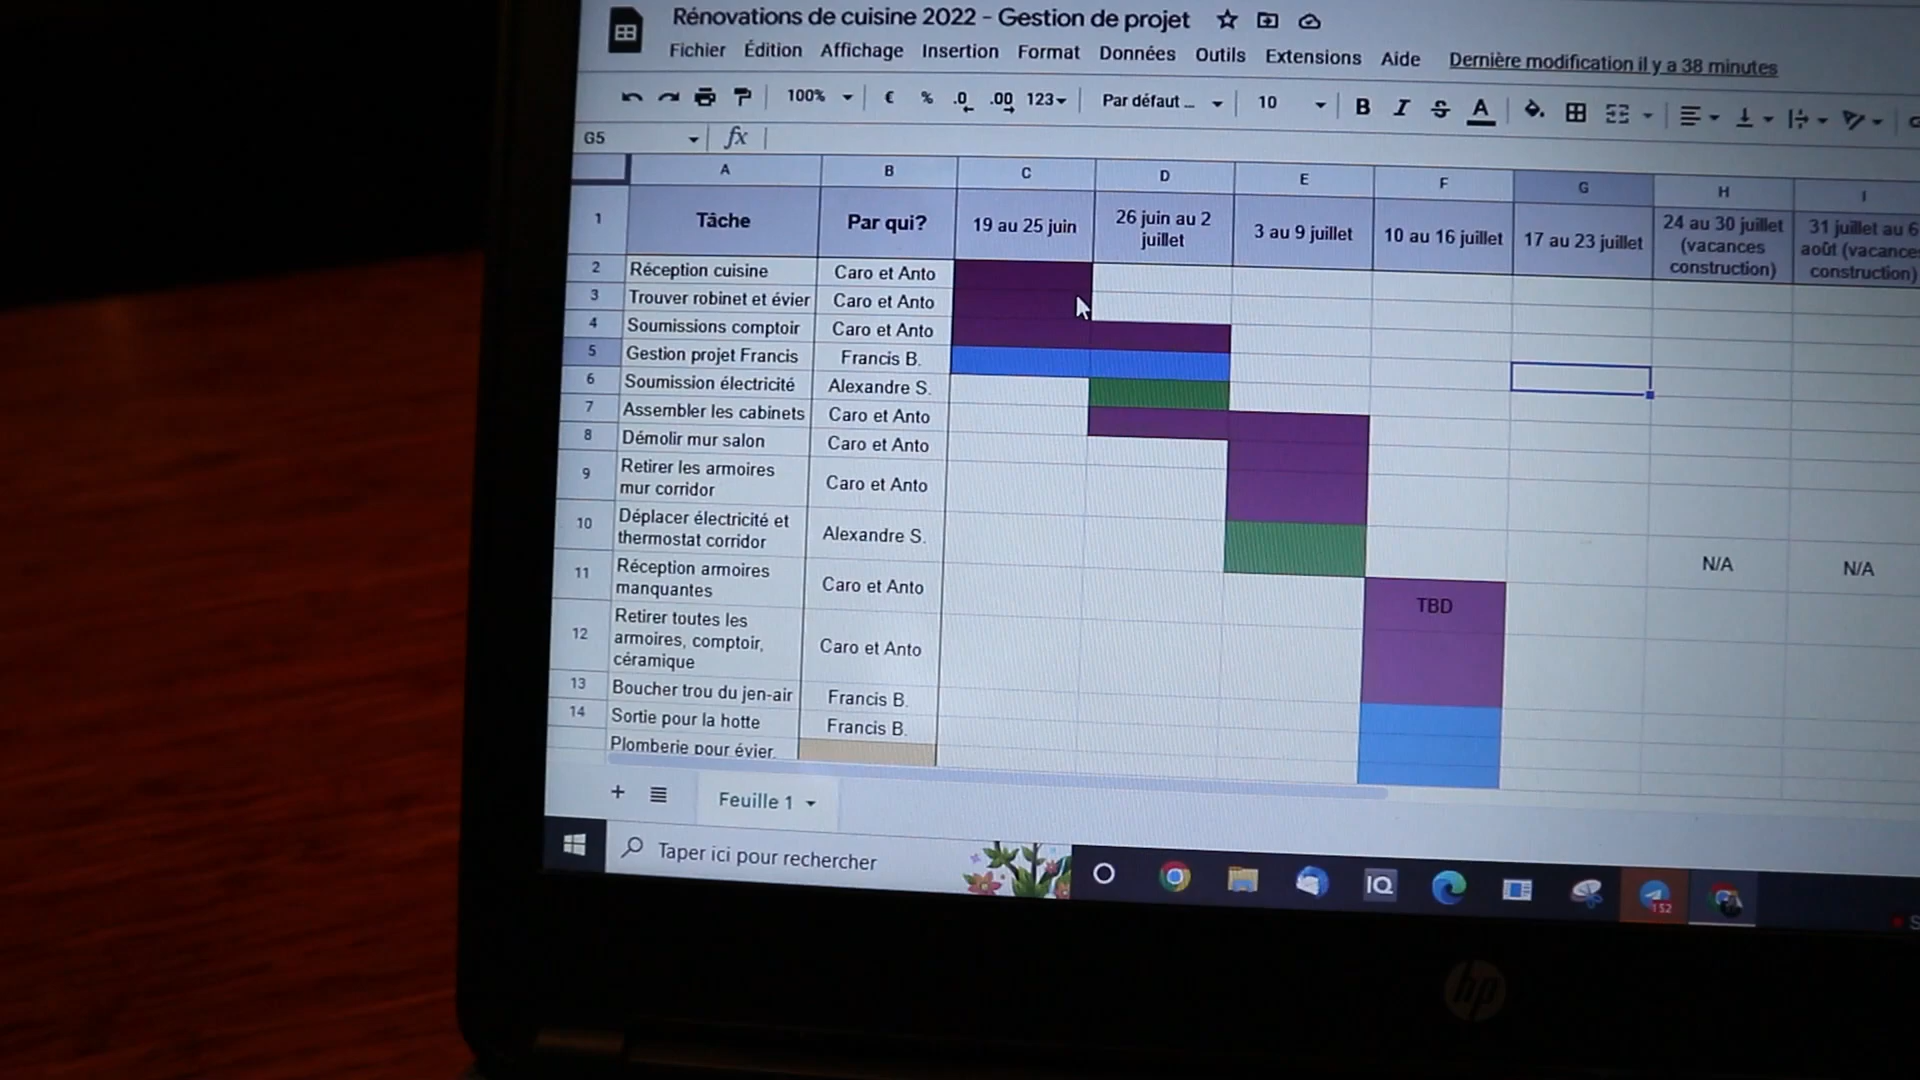 Rénovations de cuisine 2022 - Gestion de projet
Fichier Édition Affichage Insertion Format Données Outils Extensions Aide Dernière modification il y a 38 minutes
100% € % .0 .00 123 Par défaut ... 10 B I S A
G5 fx
A B C D E F G H I
1 Tâche Par qui? 19 au 25 juin 26 juin au 2 juillet 3 au 9 juillet 10 au 16 juillet 17 au 23 juillet 24 au 30 juillet (vacances construction) 31 juillet au 6 août (vacances construction)
2 Réception cuisine Caro et Anto
3 Trouver robinet et évier Caro et Anto
4 Soumissions comptoir Caro et Anto
5 Gestion projet Francis Francis B.
6 Soumission électricité Alexandre S.
7 Assembler les cabinets Caro et Anto
8 Démolir mur salon Caro et Anto
9 Retirer les armoires mur corridor Caro et Anto
10 Déplacer électricité et thermostat corridor Alexandre S. N/A N/A
11 Réception armoires manquantes Caro et Anto TBD
12 Retirer toutes les armoires, comptoir, céramique Caro et Anto
13 Boucher trou du jen-air Francis B.
14 Sortie pour la hotte Francis B.
Plomberie pour évier,
+ Feuille 1
Taper ici pour rechercher
IQ
152
hp